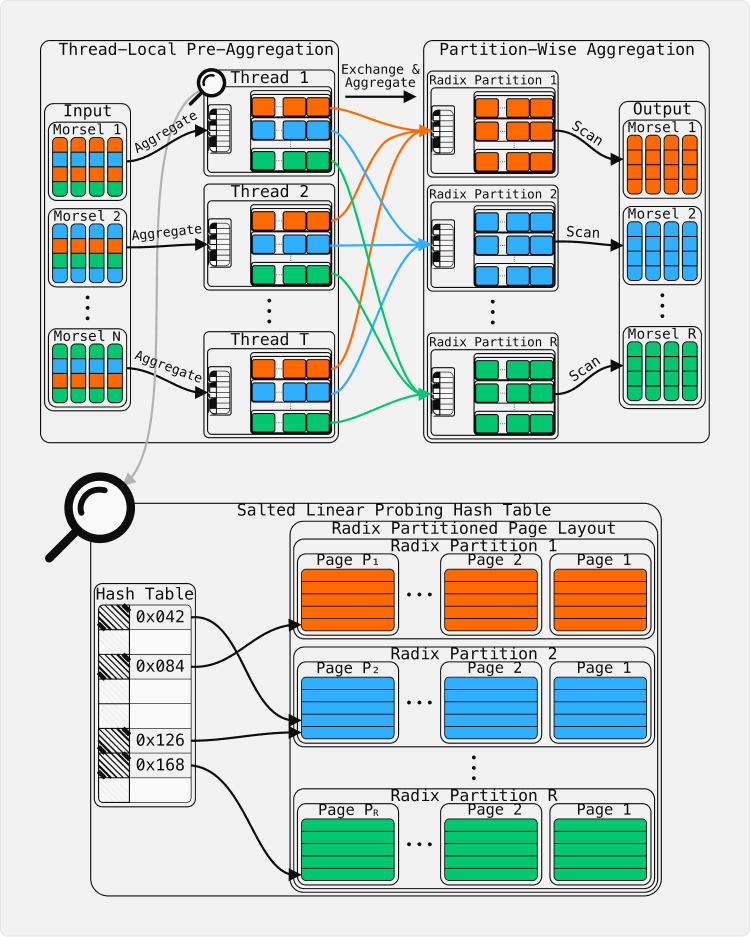 Thread-Local Pre-Aggregation
Exchange &
Aggregate
Partition-Wise Aggregation
Input
Morsel 1
Morsel 2
Morsel N
Aggregate
Aggregate
Aggregate
Thread 1
Thread 2
Thread T
Radix Partition 1
Radix Partition 2
Radix Partition R
Scan
Scan
Scan
Output
Morsel 1
Morsel 2
Morsel R
Salted Linear Probing Hash Table
Radix Partitioned Page Layout
Hash Table
0x042
0x084
0x126
0x168
Radix Partition 1
Page P₁ Page 2 Page 1
Radix Partition 2
Page P₂ Page 2 Page 1
Radix Partition R
Page Pʀ Page 2 Page 1